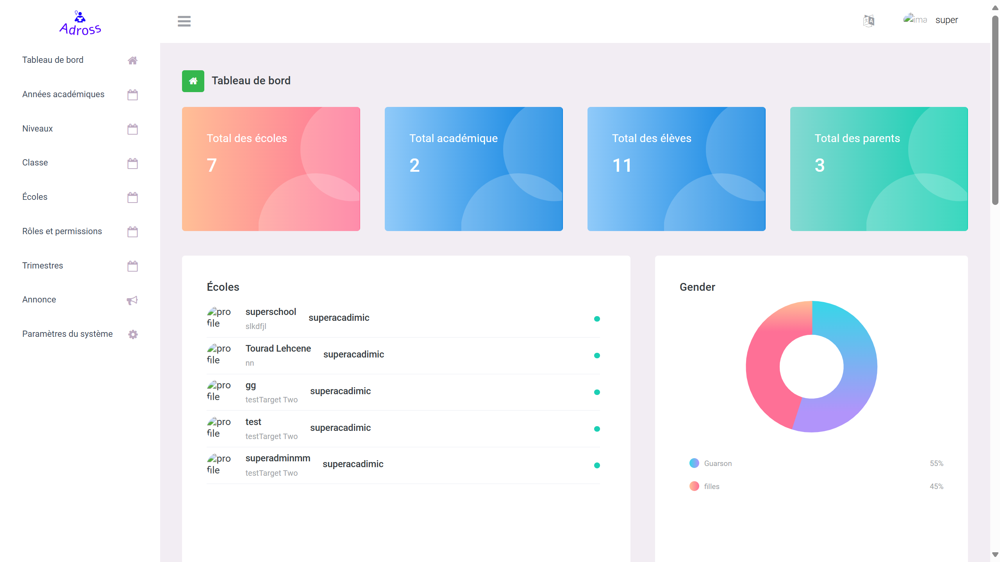 Adross
super
Tableau de bord
Années académiques
Niveaux
Classe
Écoles
Rôles et permissions
Trimestres
Annonce
Paramètres du système
Tableau de bord
Total des écoles
7
Total académique
2
Total des élèves
11
Total des parents
3
Écoles
pro
file
superschool
slkdfjl
superacadimic
pro
file
Tourad Lehcene
nn
superacadimic
pro
file
gg
testTarget Two
superacadimic
pro
file
test
testTarget Two
superacadimic
pro
file
superadminmm
testTarget Two
superacadimic
Gender
Guarson 55%
filles 45%